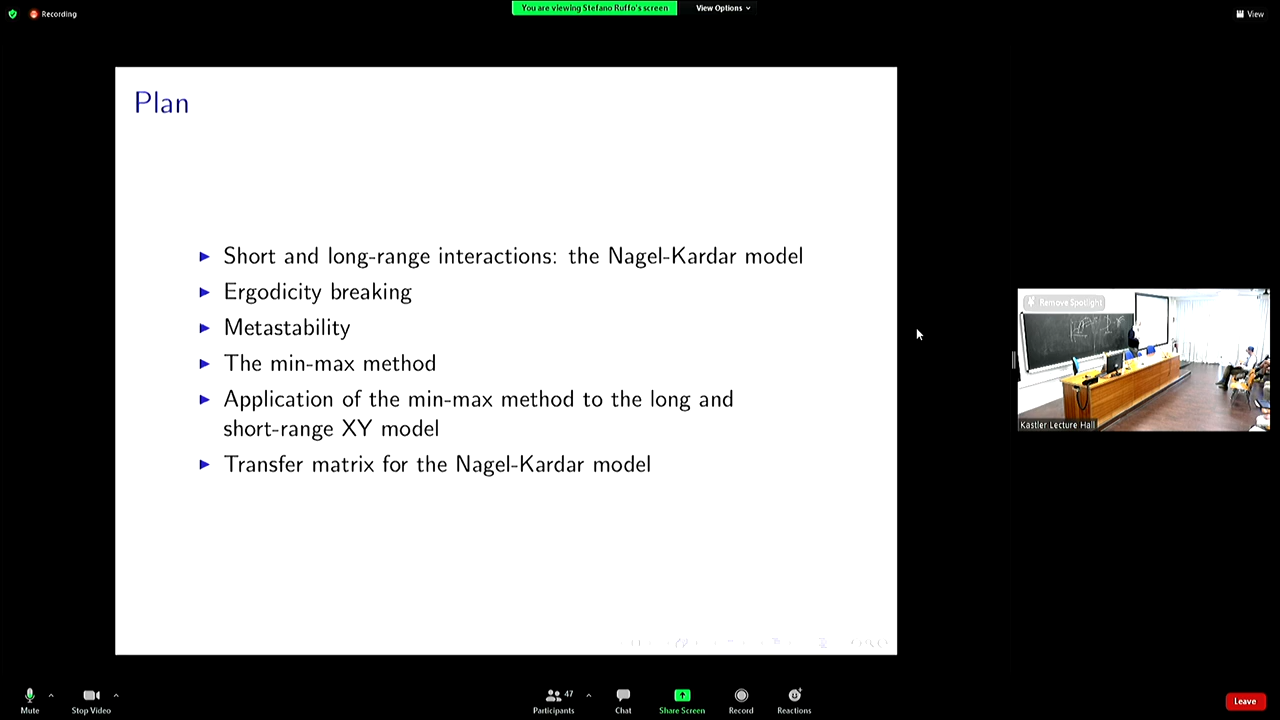 Recording
You are viewing Stefano Ruffo's screen
View Options
View
Plan
Short and long-range interactions: the Nagel-Kardar model
Ergodicity breaking
Metastability
The min-max method
Application of the min-max method to the long and
short-range XY model
Transfer matrix for the Nagel-Kardar model
Remove Spotlight
Kastler Lecture Hall
Mute
Stop Video
Participants
47
Chat
Share Screen
Record
Reactions
Leave